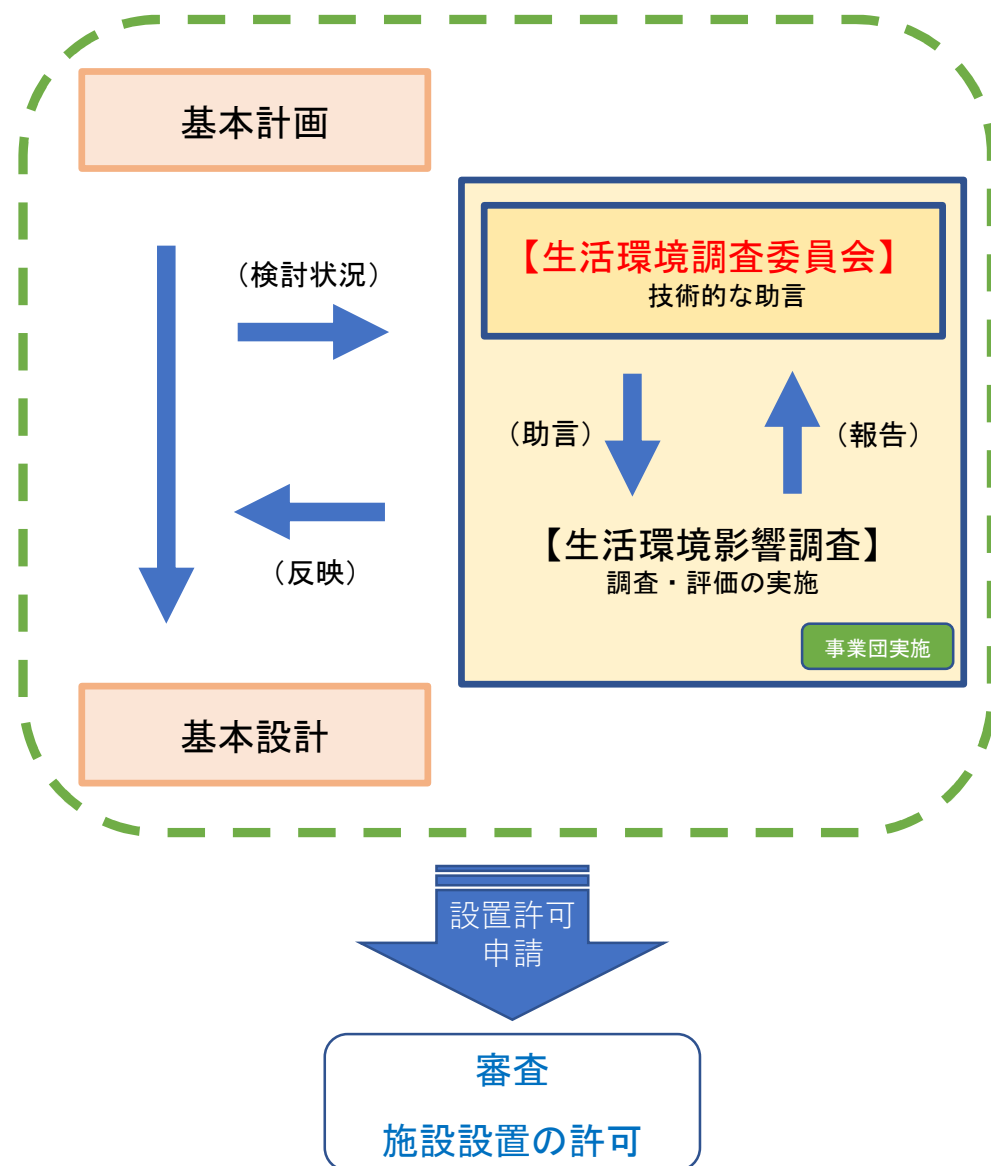 基本計画
（検討状況）
【生活環境調査委員会】
技術的な助言
（助言）
（報告）
【生活環境影響調査】
調査・評価の実施
事業団実施
（反映）
基本設計
設置許可
申請
審査
施設設置の許可